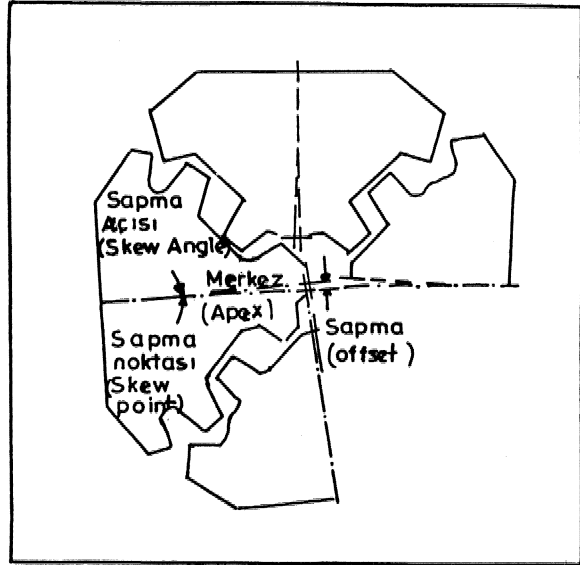 Sapma
Açısı
(Skew Angle)
Merkez
(Apex)
Sapma
noktası
(Skew
point)
Sapma
(offset)